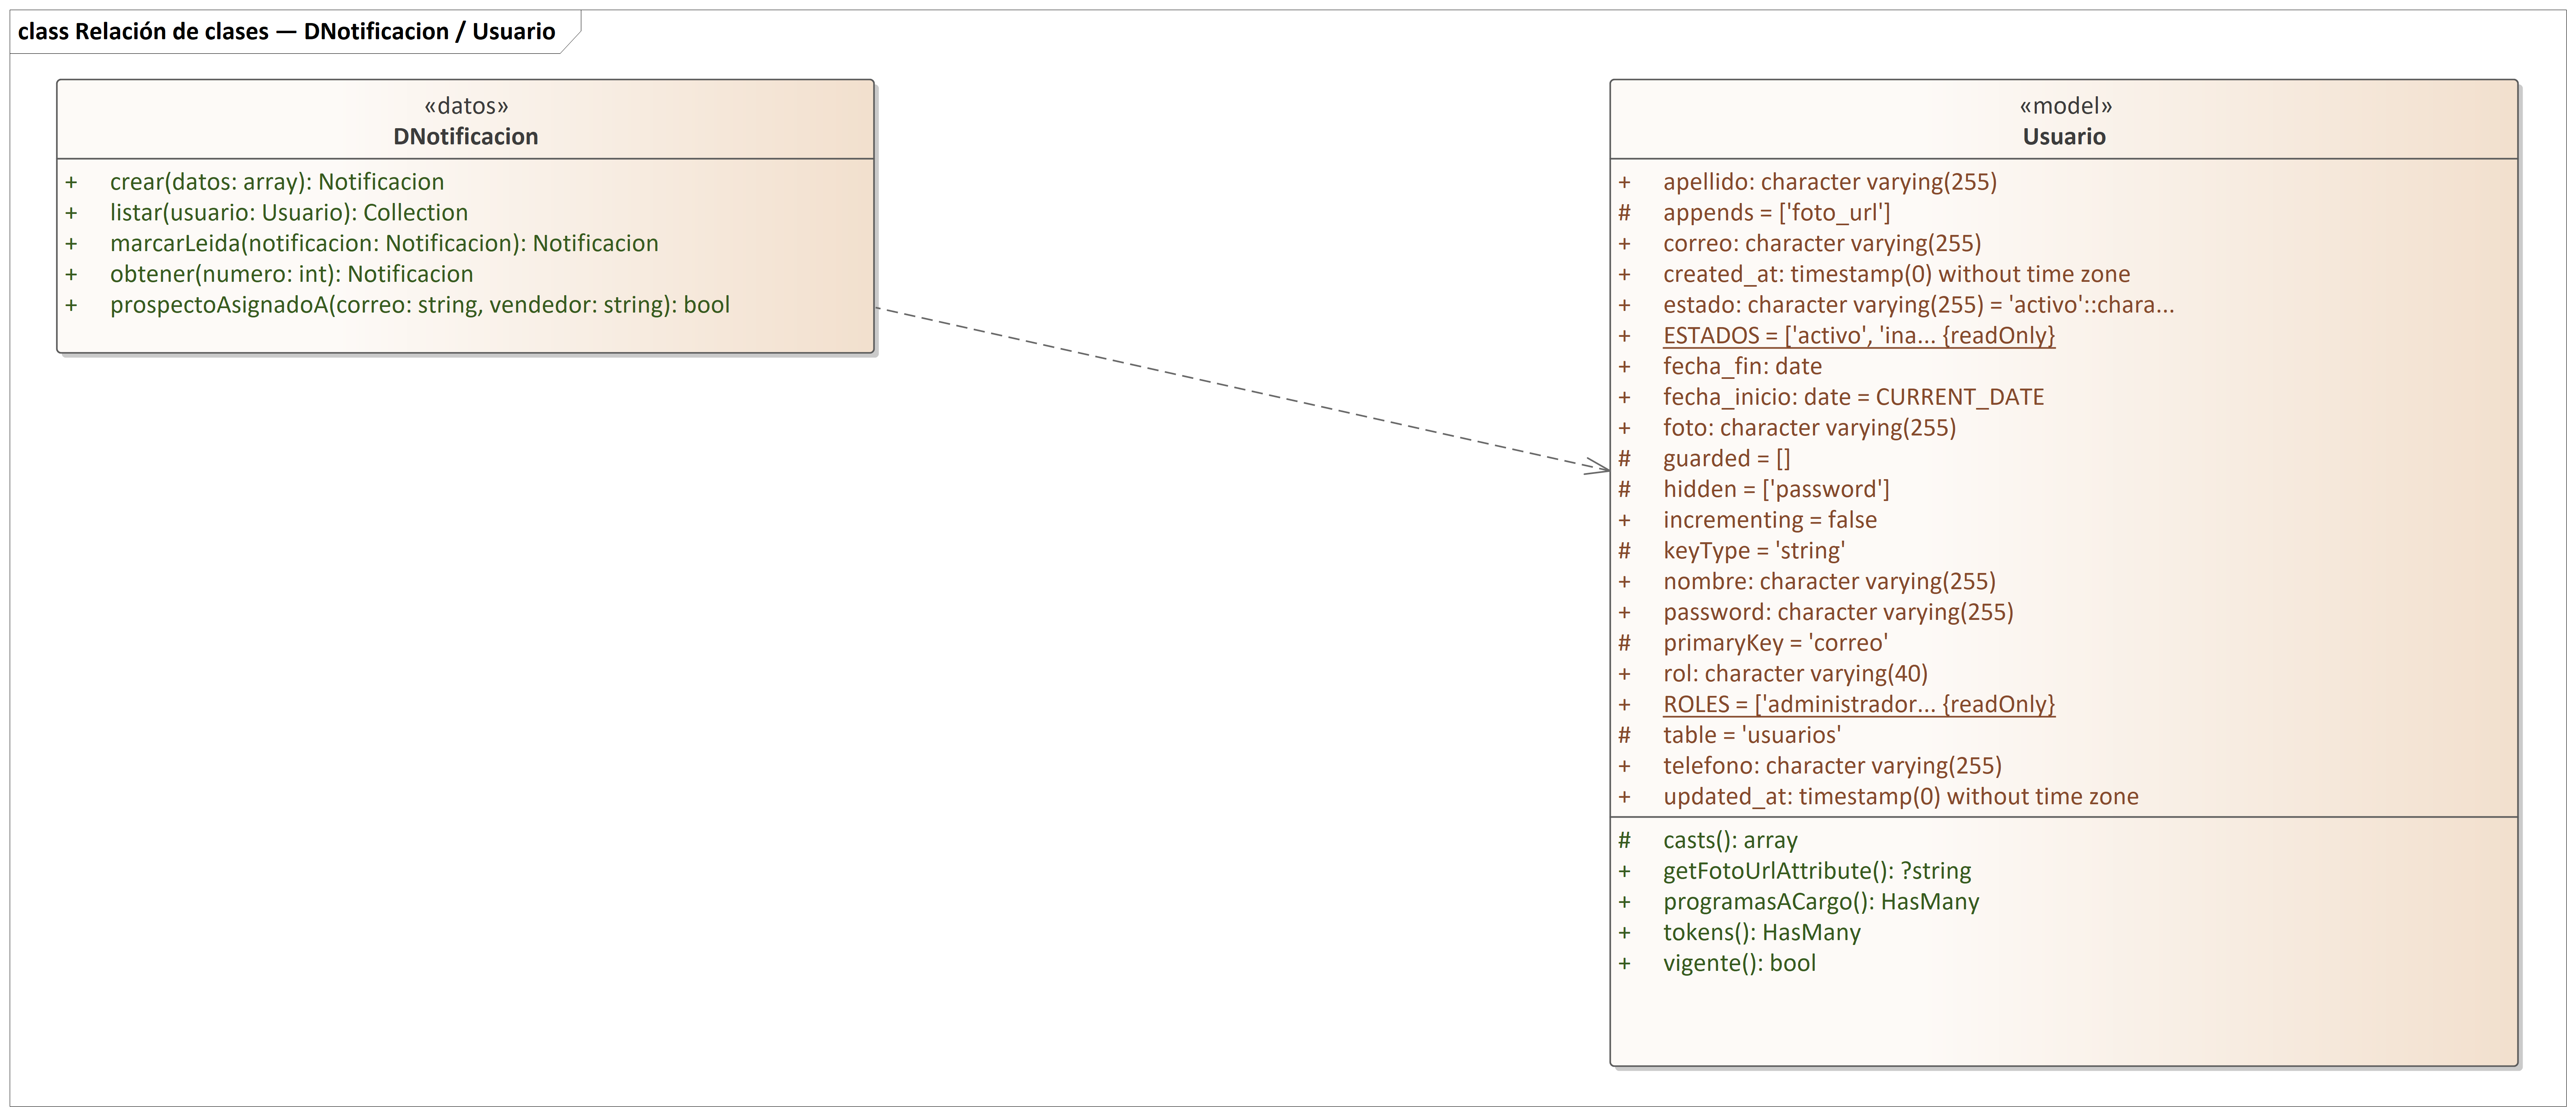 class Relación de clases — DNotificacion / Usuario
«datos»
DNotificacion
+ crear(datos: array): Notificacion
+ listar(usuario: Usuario): Collection
+ marcarLeida(notificacion: Notificacion): Notificacion
+ obtener(numero: int): Notificacion
+ prospectoAsignadoA(correo: string, vendedor: string): bool
«model»
Usuario
+ apellido: character varying(255)
# appends = ['foto_url']
+ correo: character varying(255)
+ created_at: timestamp(0) without time zone
+ estado: character varying(255) = 'activo'::chara...
+ ESTADOS = ['activo', 'ina... {readOnly}
+ fecha_fin: date
+ fecha_inicio: date = CURRENT_DATE
+ foto: character varying(255)
# guarded = []
# hidden = ['password']
+ incrementing = false
# keyType = 'string'
+ nombre: character varying(255)
+ password: character varying(255)
# primaryKey = 'correo'
+ rol: character varying(40)
+ ROLES = ['administrador... {readOnly}
# table = 'usuarios'
+ telefono: character varying(255)
+ updated_at: timestamp(0) without time zone
# casts(): array
+ getFotoUrlAttribute(): ?string
+ programasACargo(): HasMany
+ tokens(): HasMany
+ vigente(): bool